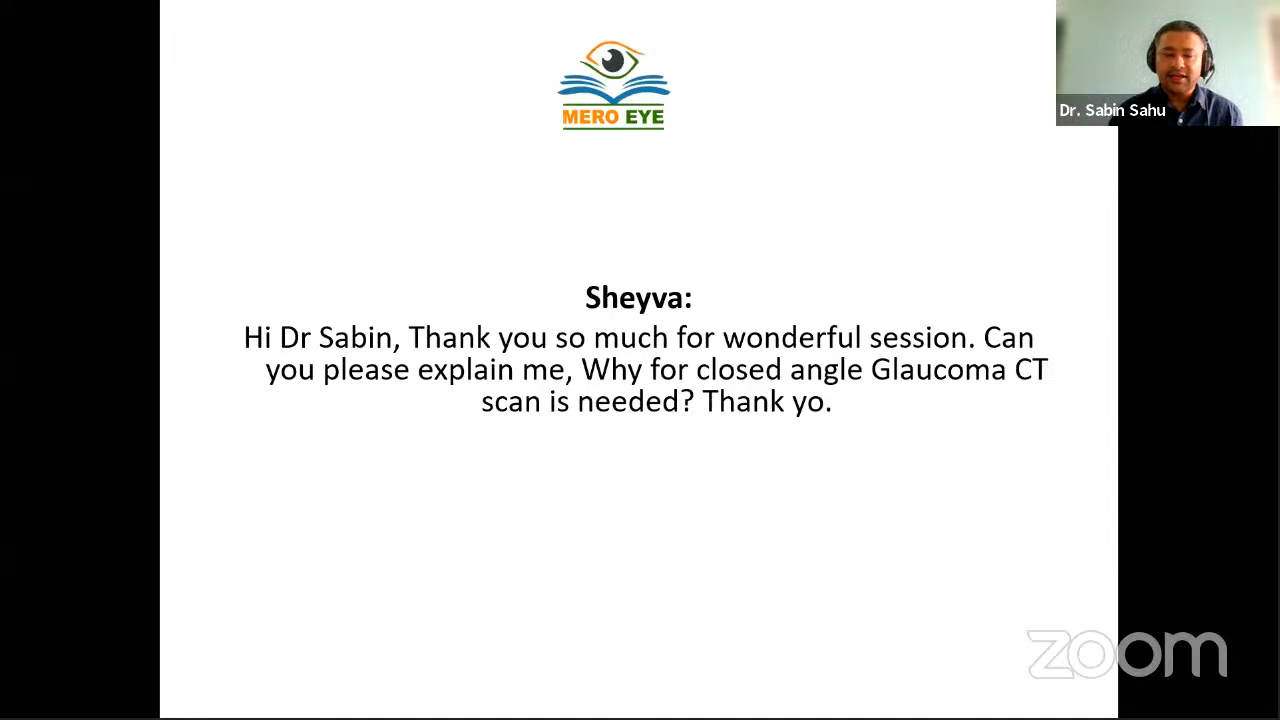 MERO EYE
Dr. Sabin Sahu
Sheyva:
Hi Dr Sabin, Thank you so much for wonderful session. Can
you please explain me, Why for closed angle Glaucoma CT
scan is needed? Thank yo.
zoom